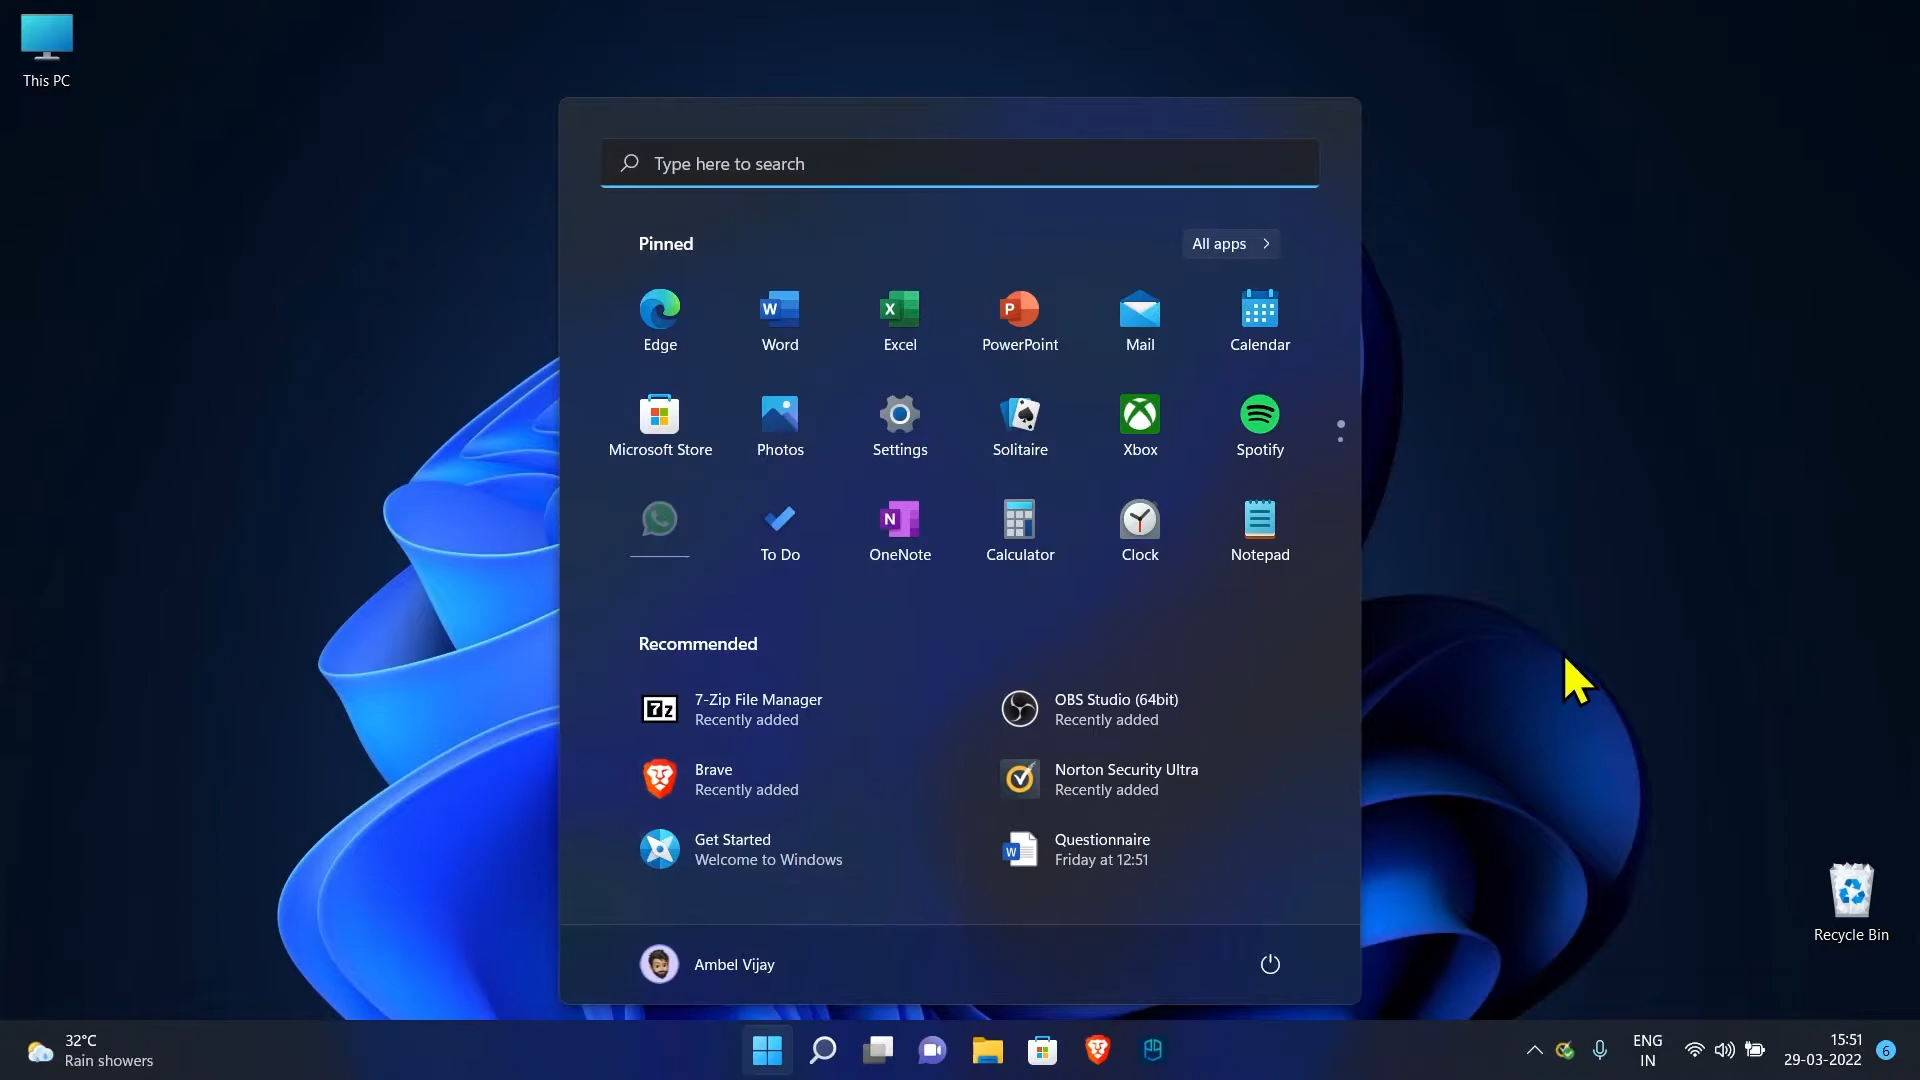 This PC
Type here to search
Pinned
All apps
Edge
Word
Excel
PowerPoint
Mail
Calendar
Microsoft Store
Photos
Settings
Solitaire
Xbox
Spotify
To Do
OneNote
Calculator
Clock
Notepad
Recommended
7-Zip File Manager
Recently added
OBS Studio (64bit)
Recently added
Brave
Recently added
Norton Security Ultra
Recently added
Get Started
Welcome to Windows
Questionnaire
Friday at 12:51
Ambel Vijay
Recycle Bin
32°C
Rain showers
ENG
IN
15:51
29-03-2022
6